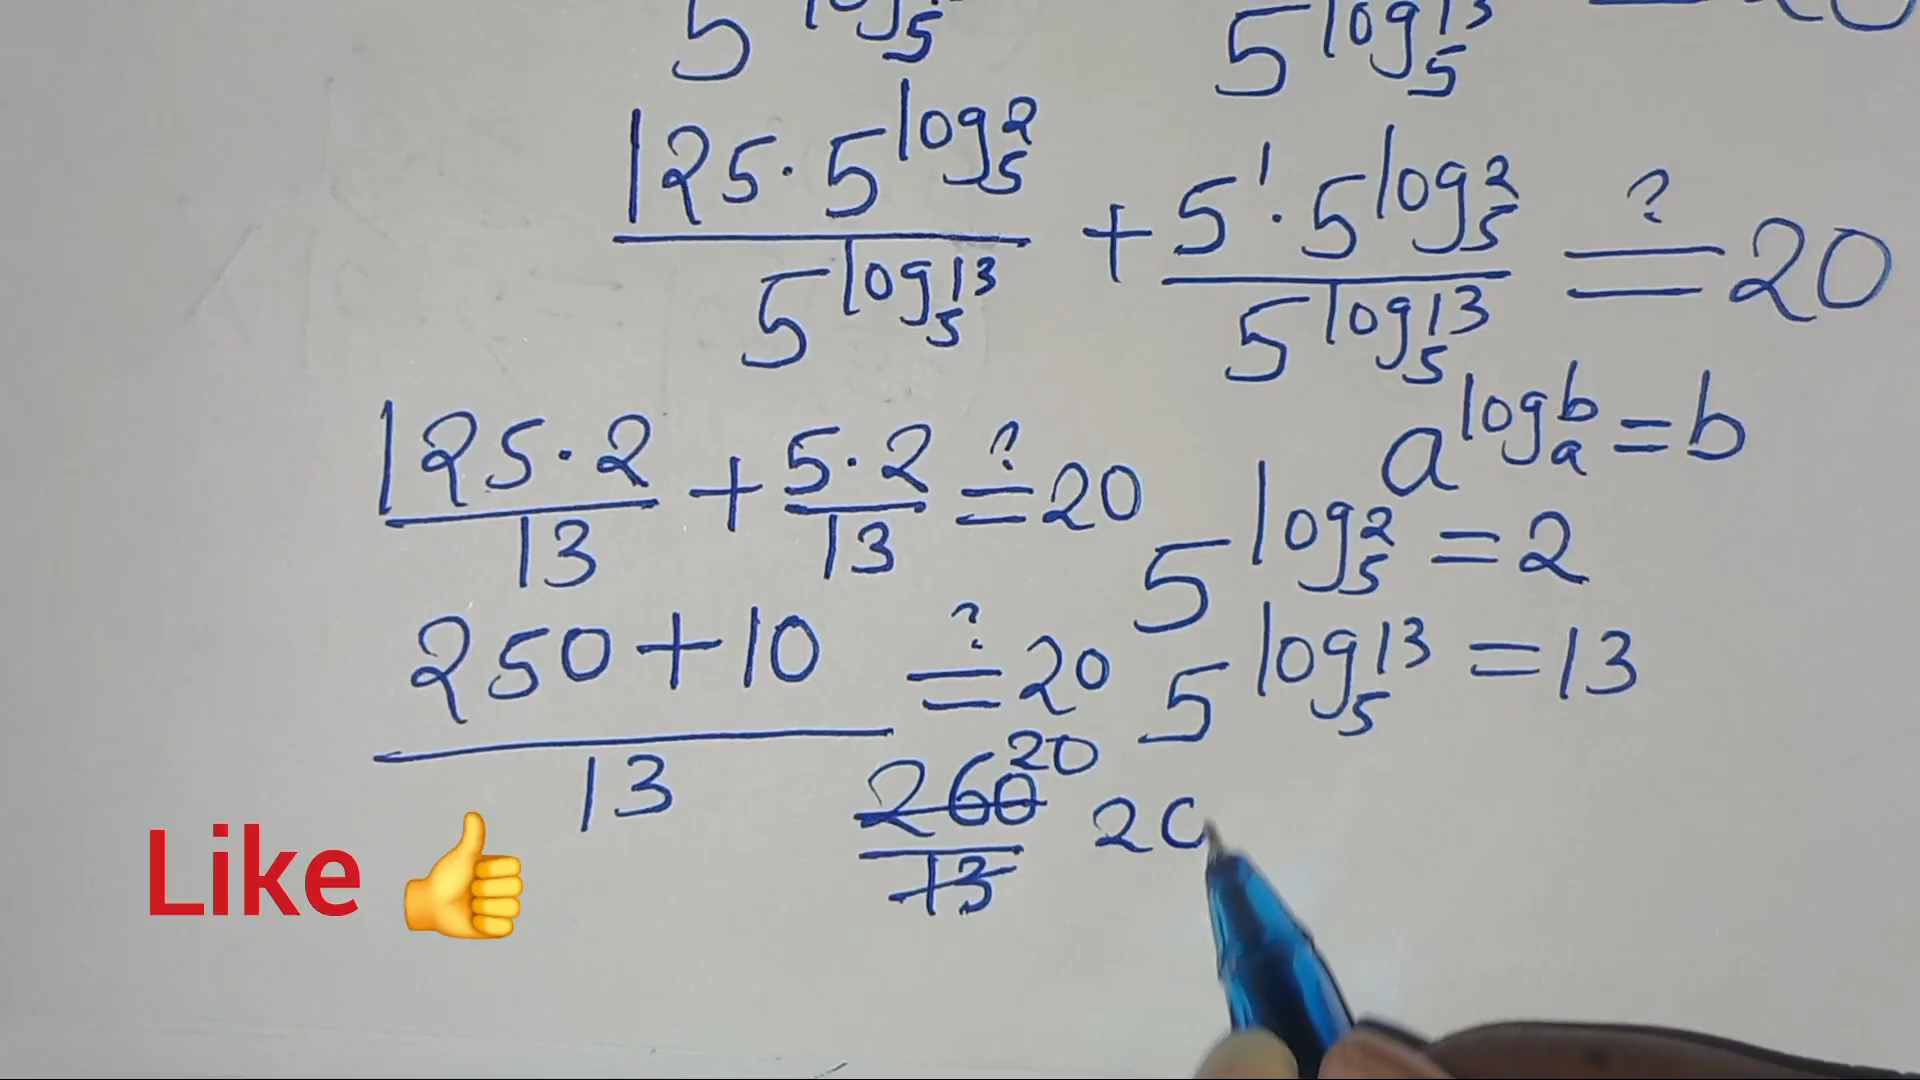 5^log_5 5^log_5^13 = 20
125·5^log_5^2 / 5^log_5^13 + 5^1·5^log_5^2 / 5^log_5^13 =? 20
a^log_a^b = b
125·2/13 + 5·2/13 =? 20
5^log_5^2 = 2
250+10 / 13 =? 20
5^log_5^13 = 13
260/13 20 20
Like 👍